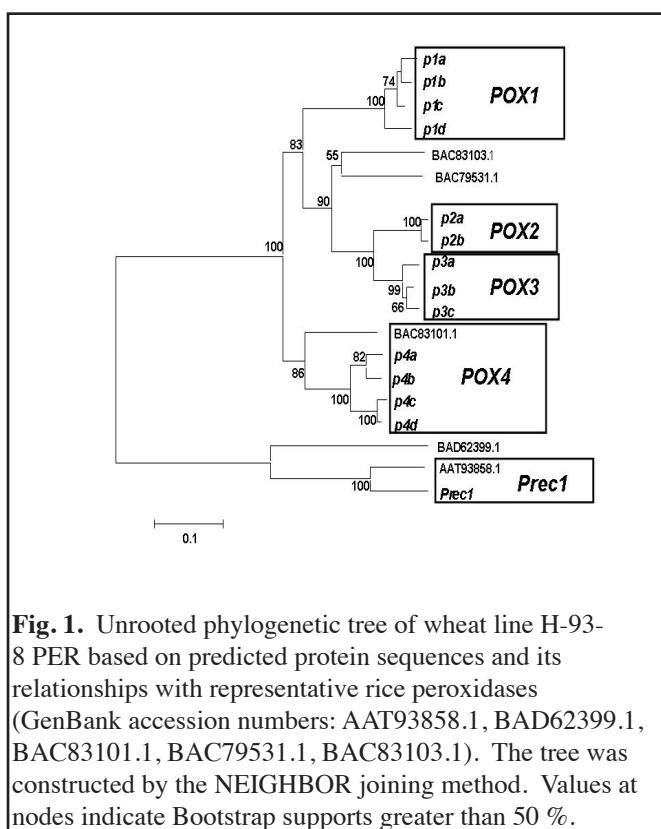 p1a
74
p1b
POX1
100
p1c
p1d
83
55
BAC83103.1
BAC79531.1
90
100
p2a
POX2
p2b
100
100
p3a
POX3
99
p3b
66
p3c
BAC83101.1
82
p4a
86
p4b
POX4
100
p4c
100
p4d
BAD62399.1
AAT93858.1
Prec1
100
Prec1
0.1
Fig. 1. Unrooted phylogenetic tree of wheat line H-93-
8 PER based on predicted protein sequences and its
relationships with representative rice peroxidases
(GenBank accession numbers: AAT93858.1, BAD62399.1,
BAC83101.1, BAC79531.1, BAC83103.1). The tree was
constructed by the NEIGHBOR joining method. Values at
nodes indicate Bootstrap supports greater than 50 %.